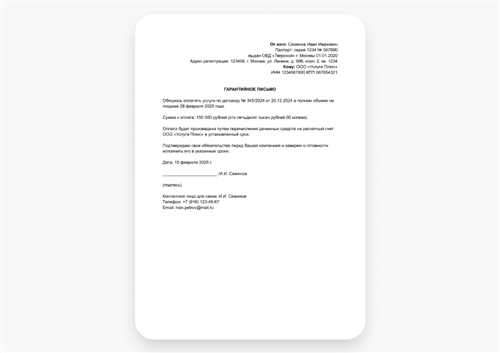 От кого: Семенов Иван Иванович
Паспорт: серия 1234 № 567890
выдан ОВД «Тверской» г. Москвы 01.01.2020
Адрес регистрации: 123456, г. Москва, ул. Ленина, д. 99Б, корп. 2, кв. 1234
Кому: ООО «Услуги Плюс»
ИНН 1234567890 КПП 987654321
ГАРАНТИЙНОЕ ПИСЬМО
Обязуюсь оплатить услуги по договору № 345/2024 от 20.12.2024 в полном объеме не
позднее 28 февраля 2025 года.
Сумма к оплате: 150 000 рублей (сто пятьдесят тысяч рублей 00 копеек).
Оплата будет произведена путем перечисления денежных средств на расчетный счет
ООО «Услуги Плюс» в установленный срок.
Подтверждаю свои обязательства перед Вашей компанией и заверяю о готовности
исполнить его в указанные сроки.
Дата: 10 февраля 2025 г.
______________________ И.И. Семенов
(подпись)
Контактное лицо для связи: И.И. Семенов
Телефон: +7 (916) 123-45-67
Email: ivan.petrov@mail.ru